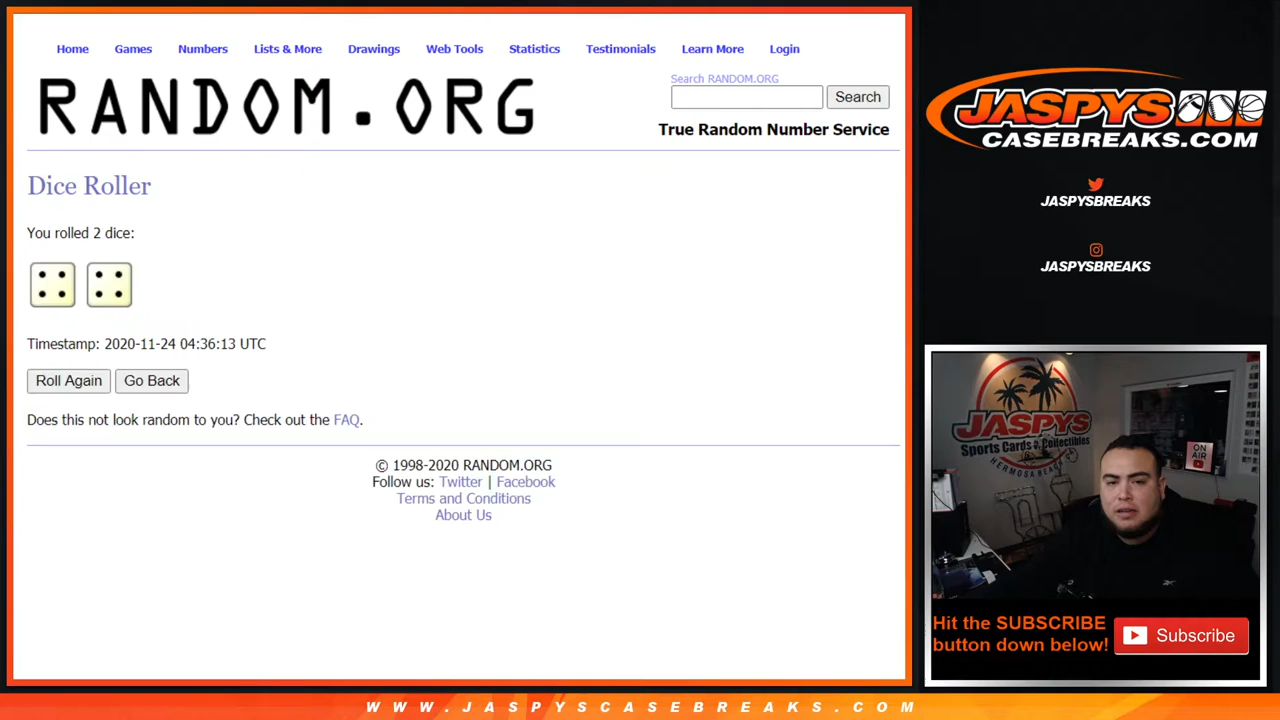 Home Games Numbers Lists & More Drawings Web Tools Statistics Testimonials Learn More Login
RANDOM.ORG
Search RANDOM.ORG
Search
True Random Number Service
Dice Roller
You rolled 2 dice:
Timestamp: 2020-11-24 04:36:13 UTC
Roll Again Go Back
Does this not look random to you? Check out the FAQ.
© 1998-2020 RANDOM.ORG
Follow us: Twitter | Facebook
Terms and Conditions
About Us
JASPYS
CASEBREAKS.COM
JASPYSBREAKS
JASPYSBREAKS
JASPYS
Sports Cards & Collectibles
HERMOSA BEACH
ON
AIR
Hit the SUBSCRIBE
button down below!
Subscribe
WWW.JASPYSCASEBREAKS.COM